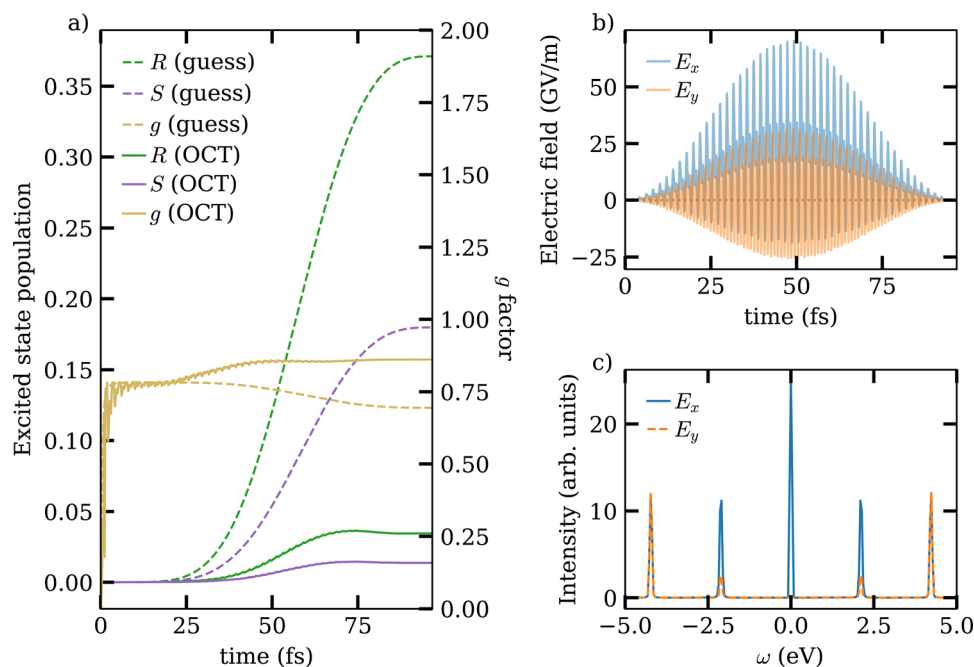 a)
Excited state population
0.35
0.30
0.25
0.20
0.15
0.10
0.05
0.00
R (guess)
S (guess)
g (guess)
R (OCT)
S (OCT)
g (OCT)
2.00
1.75
1.50
1.25
1.00
0.75
0.50
0.25
0.00
g factor
0 25 50 75
time (fs)
b)
Electric field (GV/m)
50
25
0
−25
Ex
Ey
0 25 50 75
time (fs)
c)
Intensity (arb. units)
20
10
0
Ex
Ey
−5.0 −2.5 0.0 2.5 5.0
ω (eV)